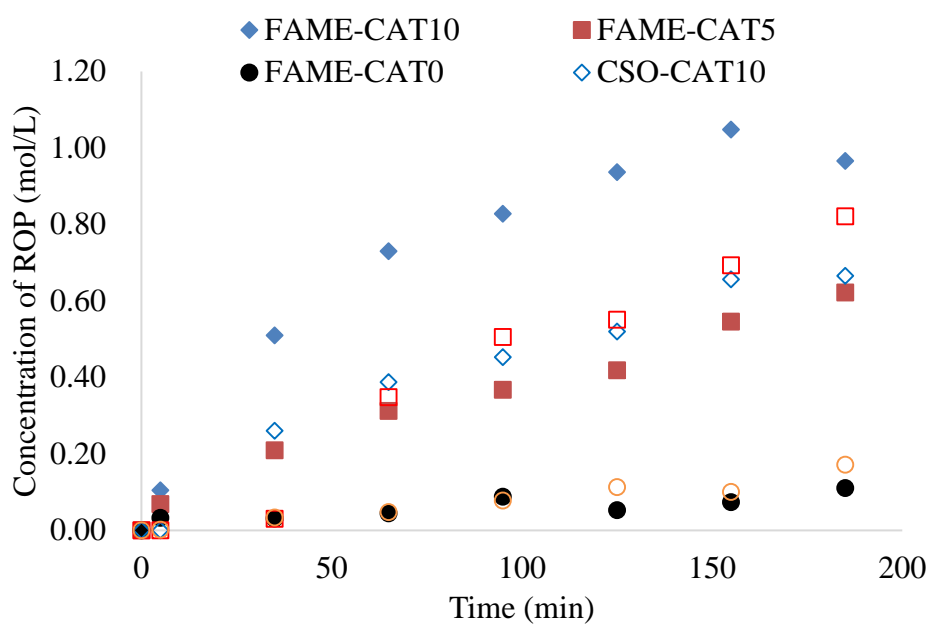 FAME-CAT10 FAME-CAT5
FAME-CAT0 CSO-CAT10
Concentration of ROP (mol/L)
1.20
1.00
0.80
0.60
0.40
0.20
0.00
0 50 100 150 200
Time (min)